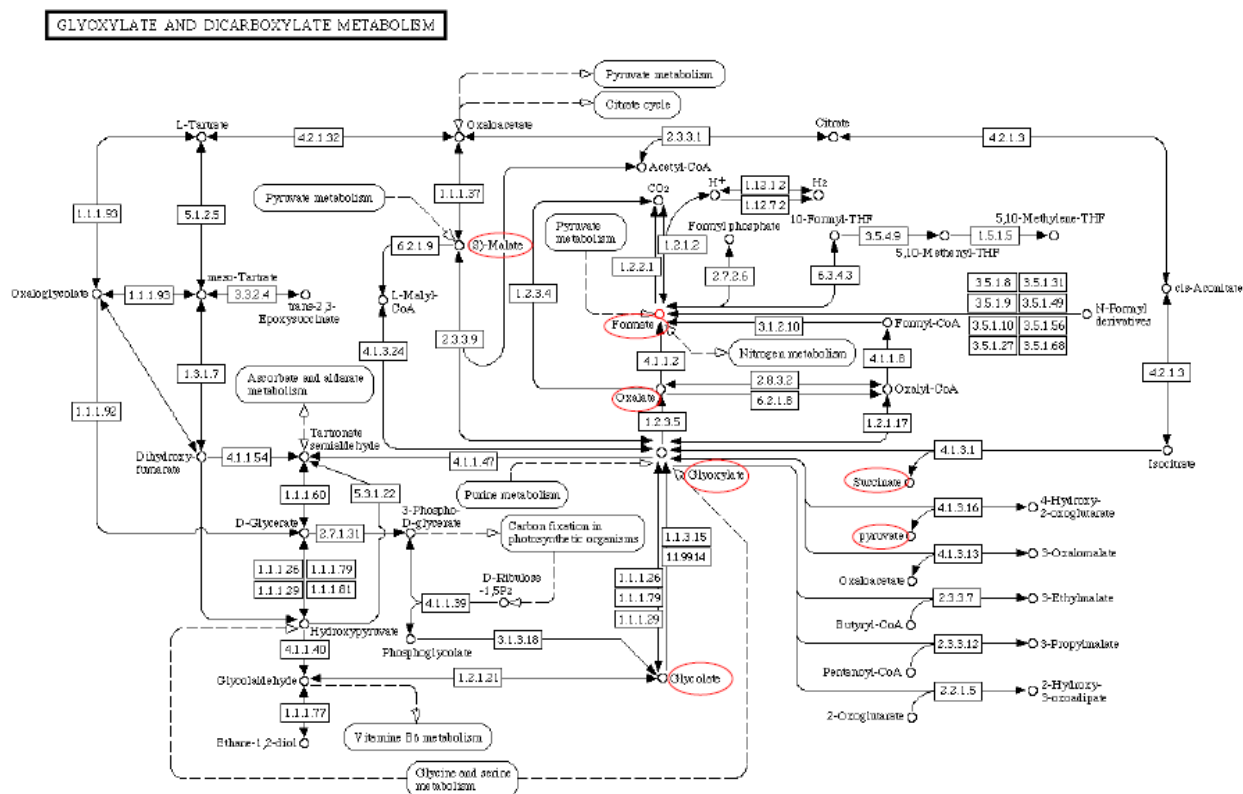 GLYOXYLATE AND DICARBOXYLATE METABOLISM
Pyruvate metabolism
Citrate cycle
L-Tartrate
4.2.1.32
Oxaloacetate
2.3.3.1
Citrate
4.2.1.3
Acetyl-CoA
CO2
H+
1.12.1.2
H2
1.12.7.2
Pyruvate metabolism
1.1.1.37
1.1.1.93
5.1.2.5
Pyruvate
metabolism
Formyl phosphate
10-Formyl-THF
5,10-Methylene-THF
3.5.4.9
1.5.1.5
5,10-Methenyl-THF
6.2.1.9
S)-Malate
1.2.1.2
1.2.2.1
2.7.2.6
6.3.4.3
meso-Tartrate
Oxaloglycolate
1.1.1.93
3.3.2.4
trans-2,3-
Epoxysuccinate
L-Malyl-
CoA
1.2.3.4
3.5.1.8
3.5.1.31
3.5.1.9
3.5.1.49
3.5.1.10
3.5.1.56
3.5.1.27
3.5.1.68
N-Formyl
derivatives
cis-Aconitate
Formate
3.1.2.10
Formyl-CoA
4.1.3.24
2.3.3.9
4.1.1.2
Nitrogen metabolism
4.1.1.8
4.2.1.3
1.3.1.7
Ascorbate and aldarate
metabolism
Oxalate
2.8.3.2
6.2.1.8
Oxalyl-CoA
1.1.1.92
1.2.3.5
1.2.1.17
Tartronate
semialdehyde
Dihydroxy-
fumarate
4.1.1.54
4.1.1.47
4.1.3.1
Isocitrate
Glyoxylate
Succinate
1.1.1.60
5.3.1.22
Purine metabolism
D-Glycerate
2.7.1.31
3-Phospho-
D-glycerate
Carbon fixation in
photosynthetic organisms
1.1.3.15
1.1.99.14
4.1.3.16
4-Hydroxy-
2-oxoglutarate
pyruvate
4.1.3.13
3-Oxalomalate
Oxaloacetate
1.1.1.26
1.1.1.79
1.1.1.29
1.1.1.81
D-Ribulose
-1,5P2
4.1.1.39
1.1.1.26
1.1.1.79
1.1.1.29
2.3.3.7
3-Ethylmalate
Butyryl-CoA
Hydroxypyruvate
Phosphoglycolate
3.1.3.18
2.3.3.12
3-Propylmalate
Pentanoyl-CoA
4.1.1.40
Glycolaldehyde
1.2.1.21
Glycolate
2.2.1.5
2-Hydroxy-
3-oxoadipate
2-Oxoglutarate
1.1.1.77
Ethane-1,2-diol
Vitamine B6 metabolism
Glycine and serine
metabolism